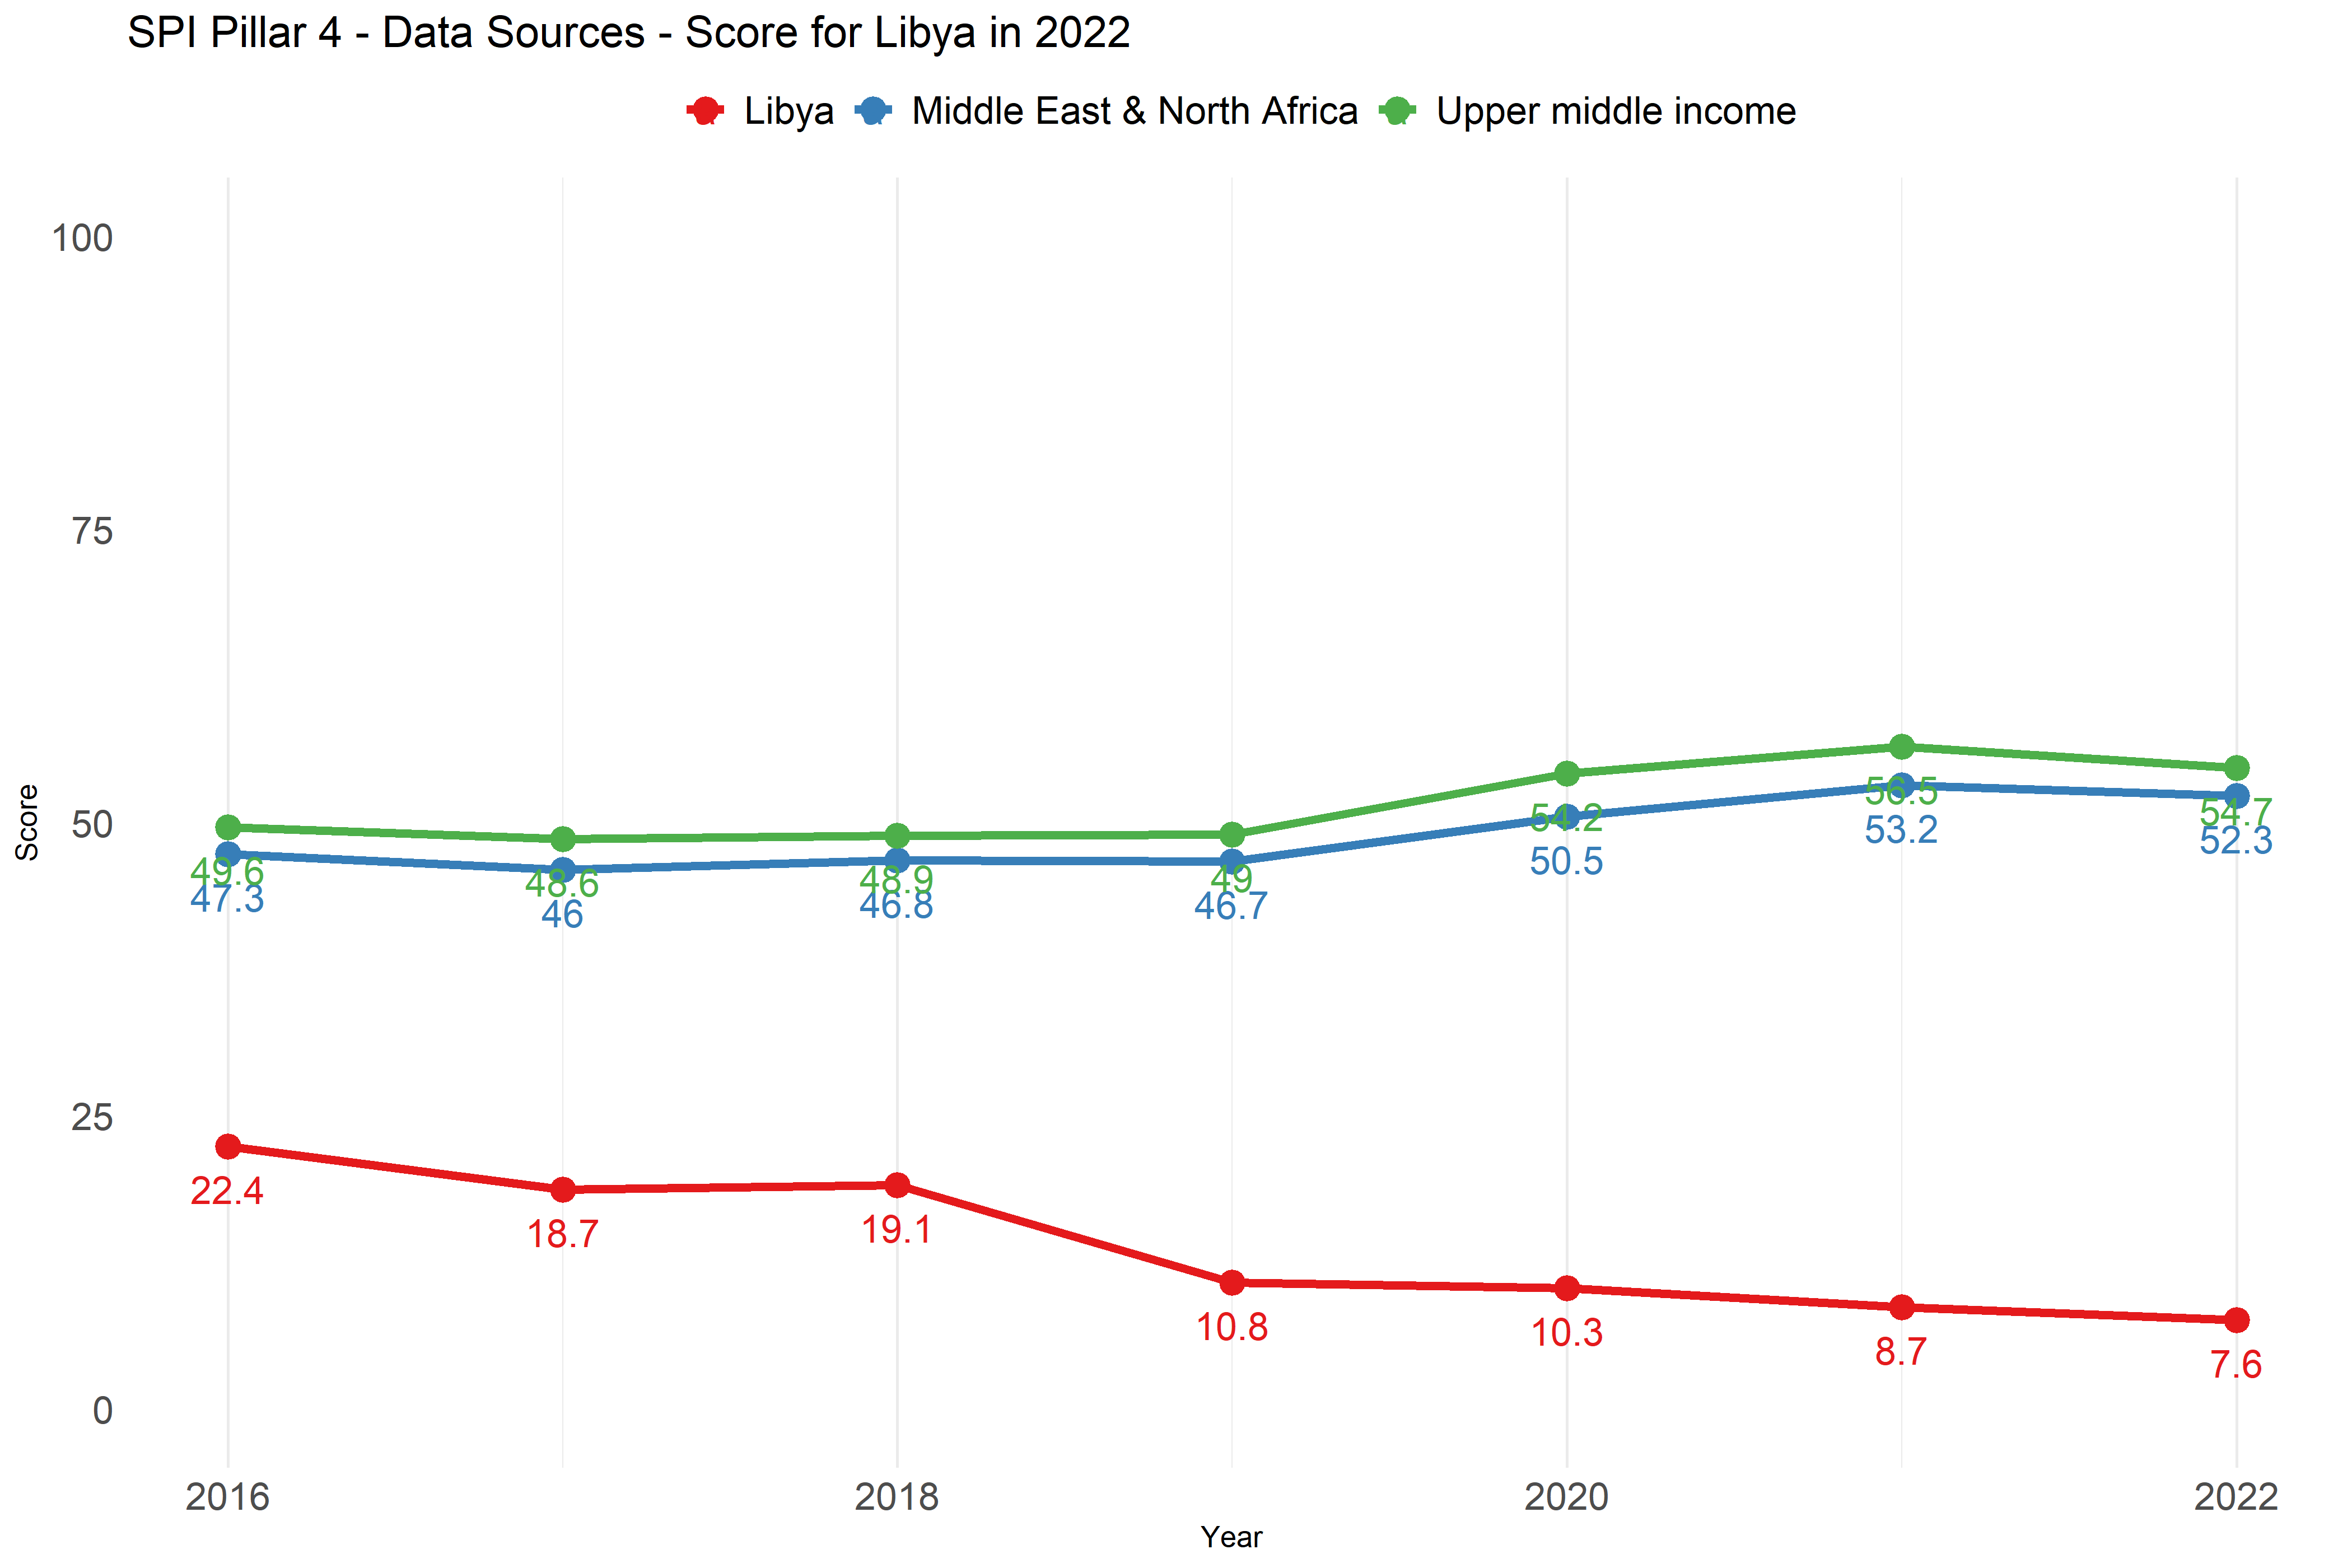 SPI Pillar 4 - Data Sources - Score for Libya in 2022
Libya Middle East & North Africa Upper middle income
100
75
50
25
0
Score
49.6 48.6 48.9 49 54.2 56.5 54.7
47.3 46 46.8 46.7 50.5 53.2 52.3
22.4 18.7 19.1 10.8 10.3 8.7 7.6
2016 2018 2020 2022
Year